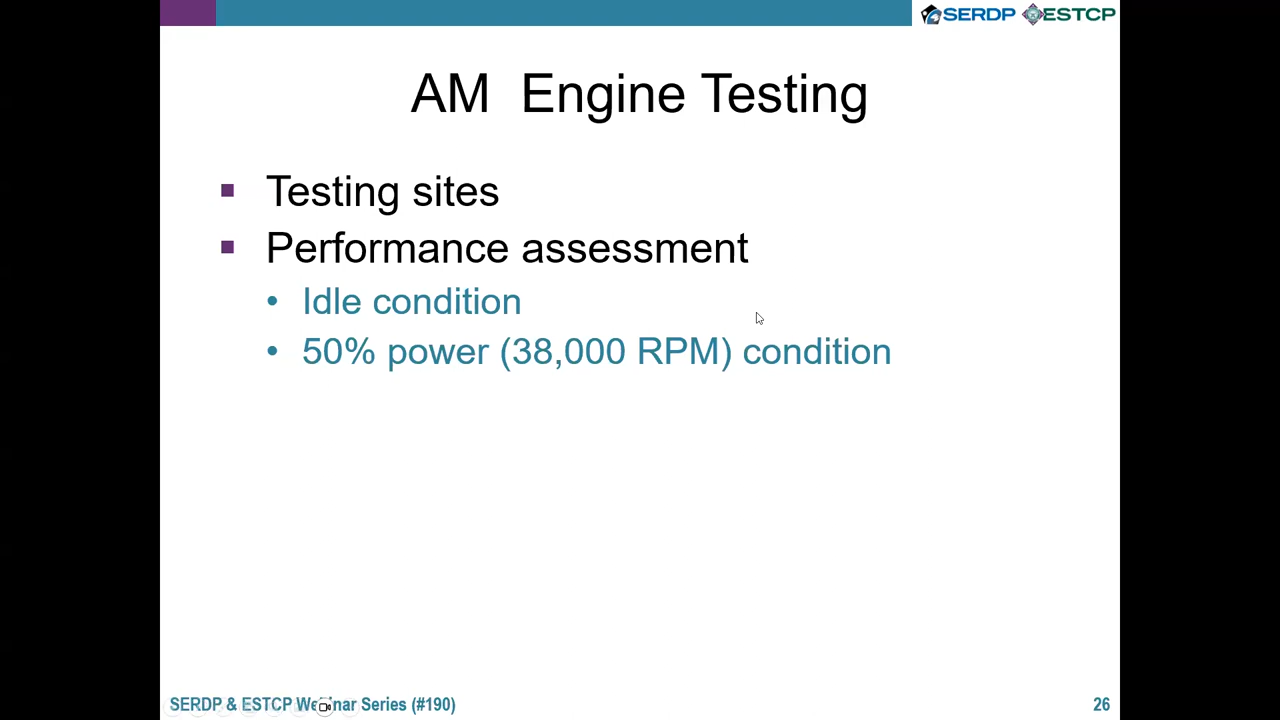 SERDP ESTCP
AM Engine Testing
Testing sites
Performance assessment
Idle condition
50% power (38,000 RPM) condition
SERDP & ESTCP Webinar Series (#190)
26